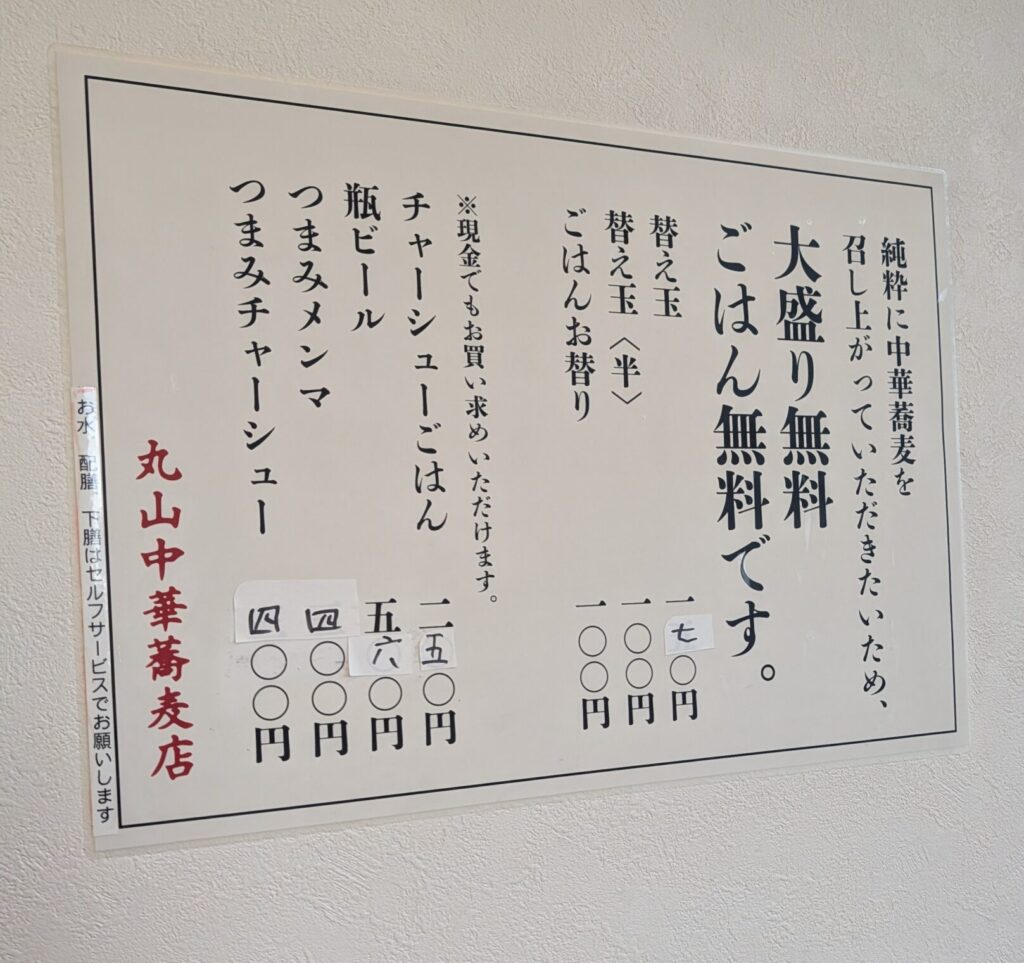 純粋に中華蕎麦を
召し上がっていただきたいため、
大盛り無料
ごはん無料です。
替え玉 一七〇円
替え玉〈半〉 一〇〇円
ごはんお替り 一〇〇円
※現金でもお買い求めいただけます。
チャーシューごはん 二五〇円
瓶ビール 五六〇円
つまみメンマ 四〇〇円
つまみチャーシュー 四〇〇円
丸山中華蕎麦店
お水、配膳、下膳はセルフサービスでお願いします